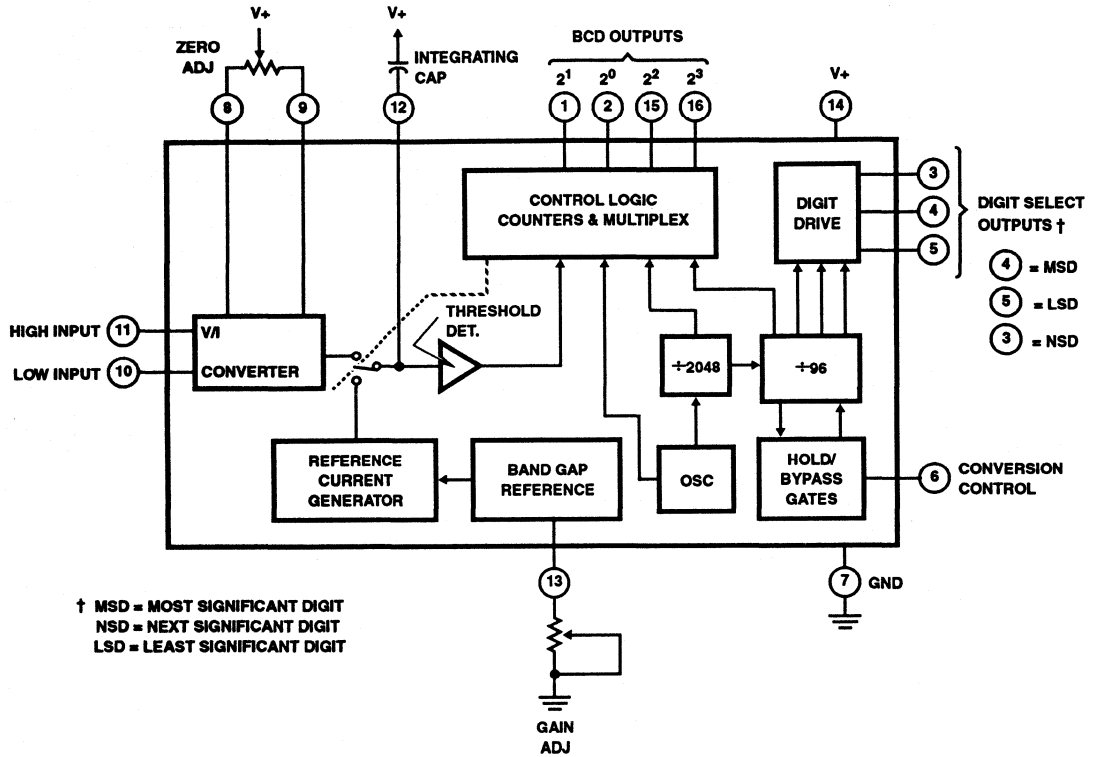 V+
V+
ZERO
ADJ
INTEGRATING
CAP
BCD OUTPUTS
2¹ 2⁰ 2² 2³
V+
8 9 12 1 2 15 16 14
CONTROL LOGIC
COUNTERS & MULTIPLEX
DIGIT
DRIVE
3
4
5
DIGIT SELECT
OUTPUTS †
4 = MSD
5 = LSD
3 = NSD
THRESHOLD
DET.
HIGH INPUT 11
LOW INPUT 10
V/I
CONVERTER
÷2048
÷96
REFERENCE
CURRENT
GENERATOR
BAND GAP
REFERENCE
OSC
HOLD/
BYPASS
GATES
6 CONVERSION
CONTROL
13
7 GND
† MSD = MOST SIGNIFICANT DIGIT
NSD = NEXT SIGNIFICANT DIGIT
LSD = LEAST SIGNIFICANT DIGIT
GAIN
ADJ